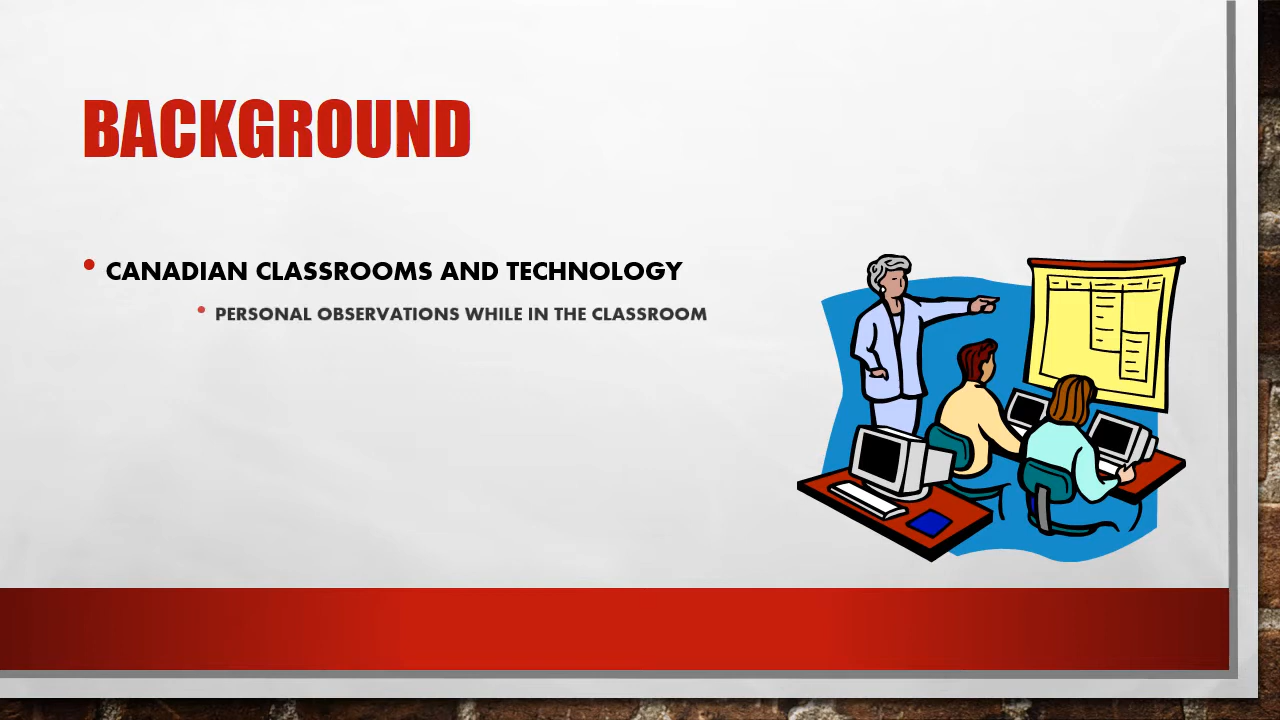 BACKGROUND
• CANADIAN CLASSROOMS AND TECHNOLOGY
• PERSONAL OBSERVATIONS WHILE IN THE CLASSROOM